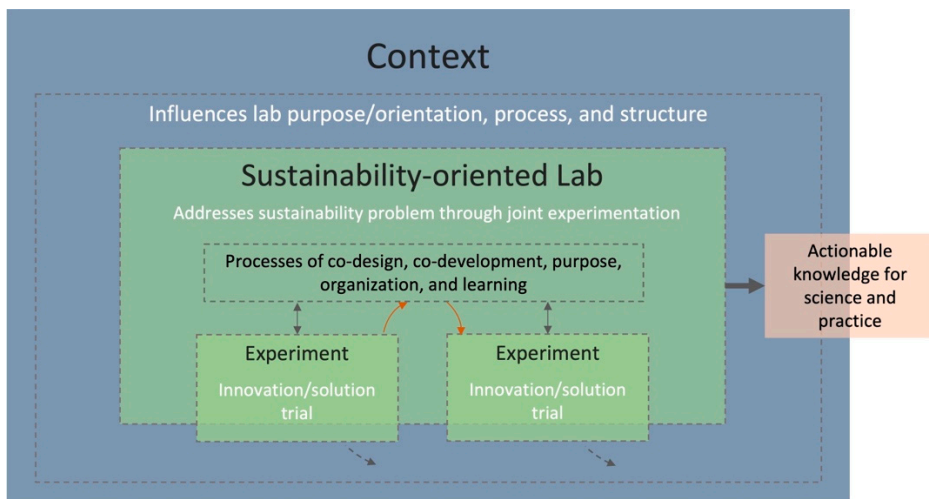 Context
Influences lab purpose/orientation, process, and structure
Sustainability-oriented Lab
Addresses sustainability problem through joint experimentation
Processes of co-design, co-development, purpose,
organization, and learning
Actionable
knowledge for
science and
practice
Experiment
Innovation/solution
trial
Experiment
Innovation/solution
trial